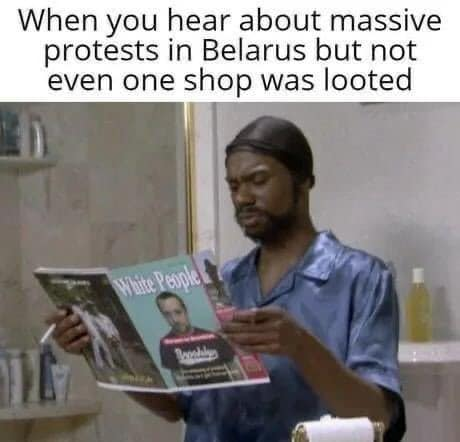 When you hear about massive
protests in Belarus but not
even one shop was looted
White People